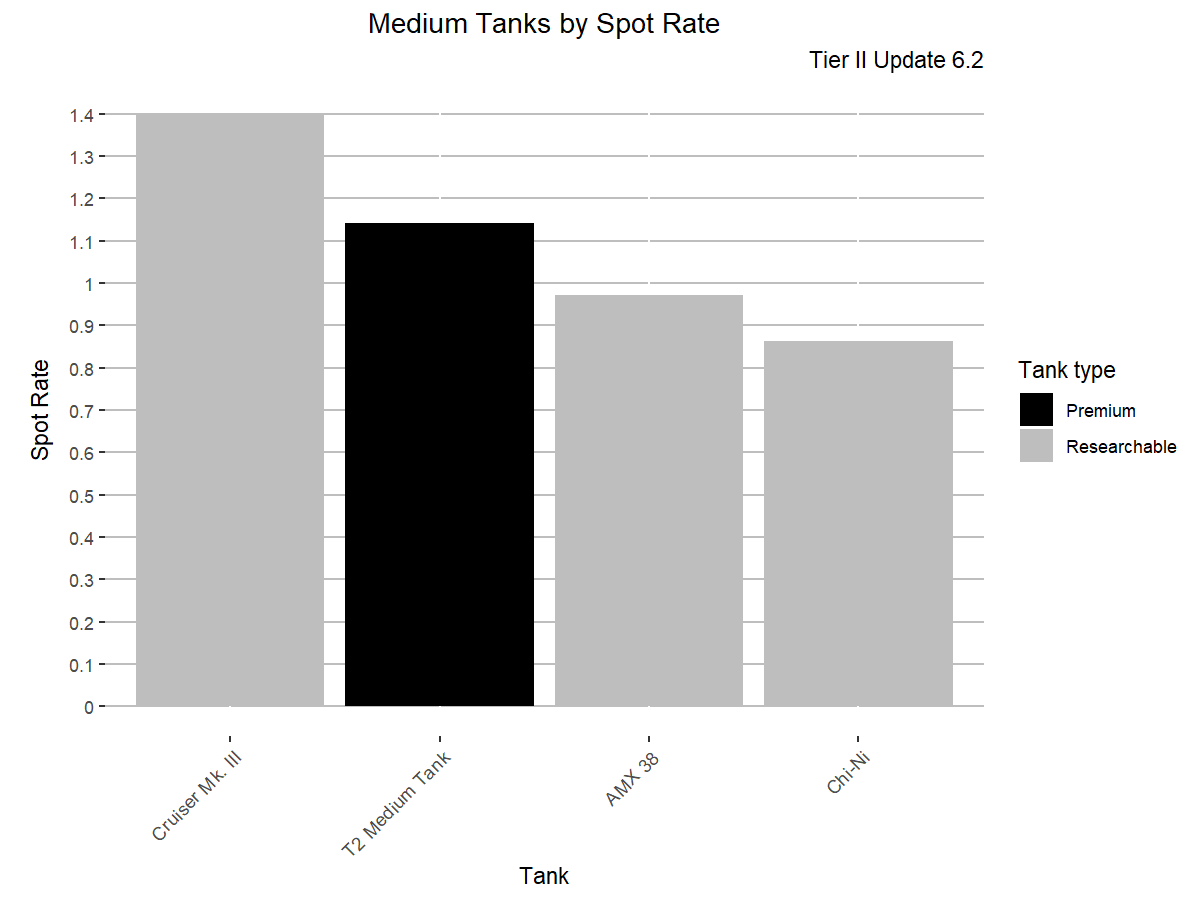 Medium Tanks by Spot Rate
Tier II Update 6.2
1.4
1.3
1.2
1.1
1
0.9
0.8
0.7
0.6
0.5
0.4
0.3
0.2
0.1
0
Spot Rate
Cruiser Mk. III
T2 Medium Tank
AMX 38
Chi-Ni
Tank
Tank type
Premium
Researchable